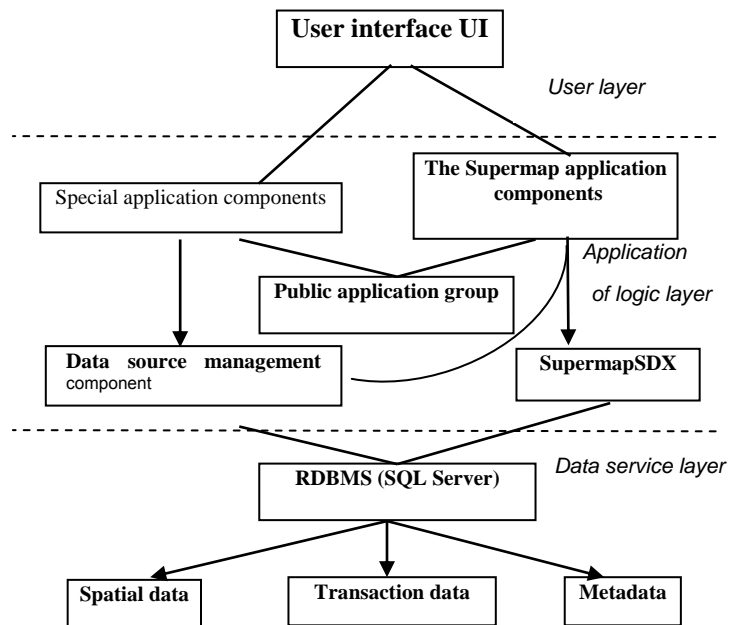 User interface UI
User layer
The Supermap application
components
Special application components
Application
of logic layer
Public application group
Data source management
component
SupermapSDX
Data service layer
RDBMS (SQL Server)
Spatial data
Transaction data
Metadata